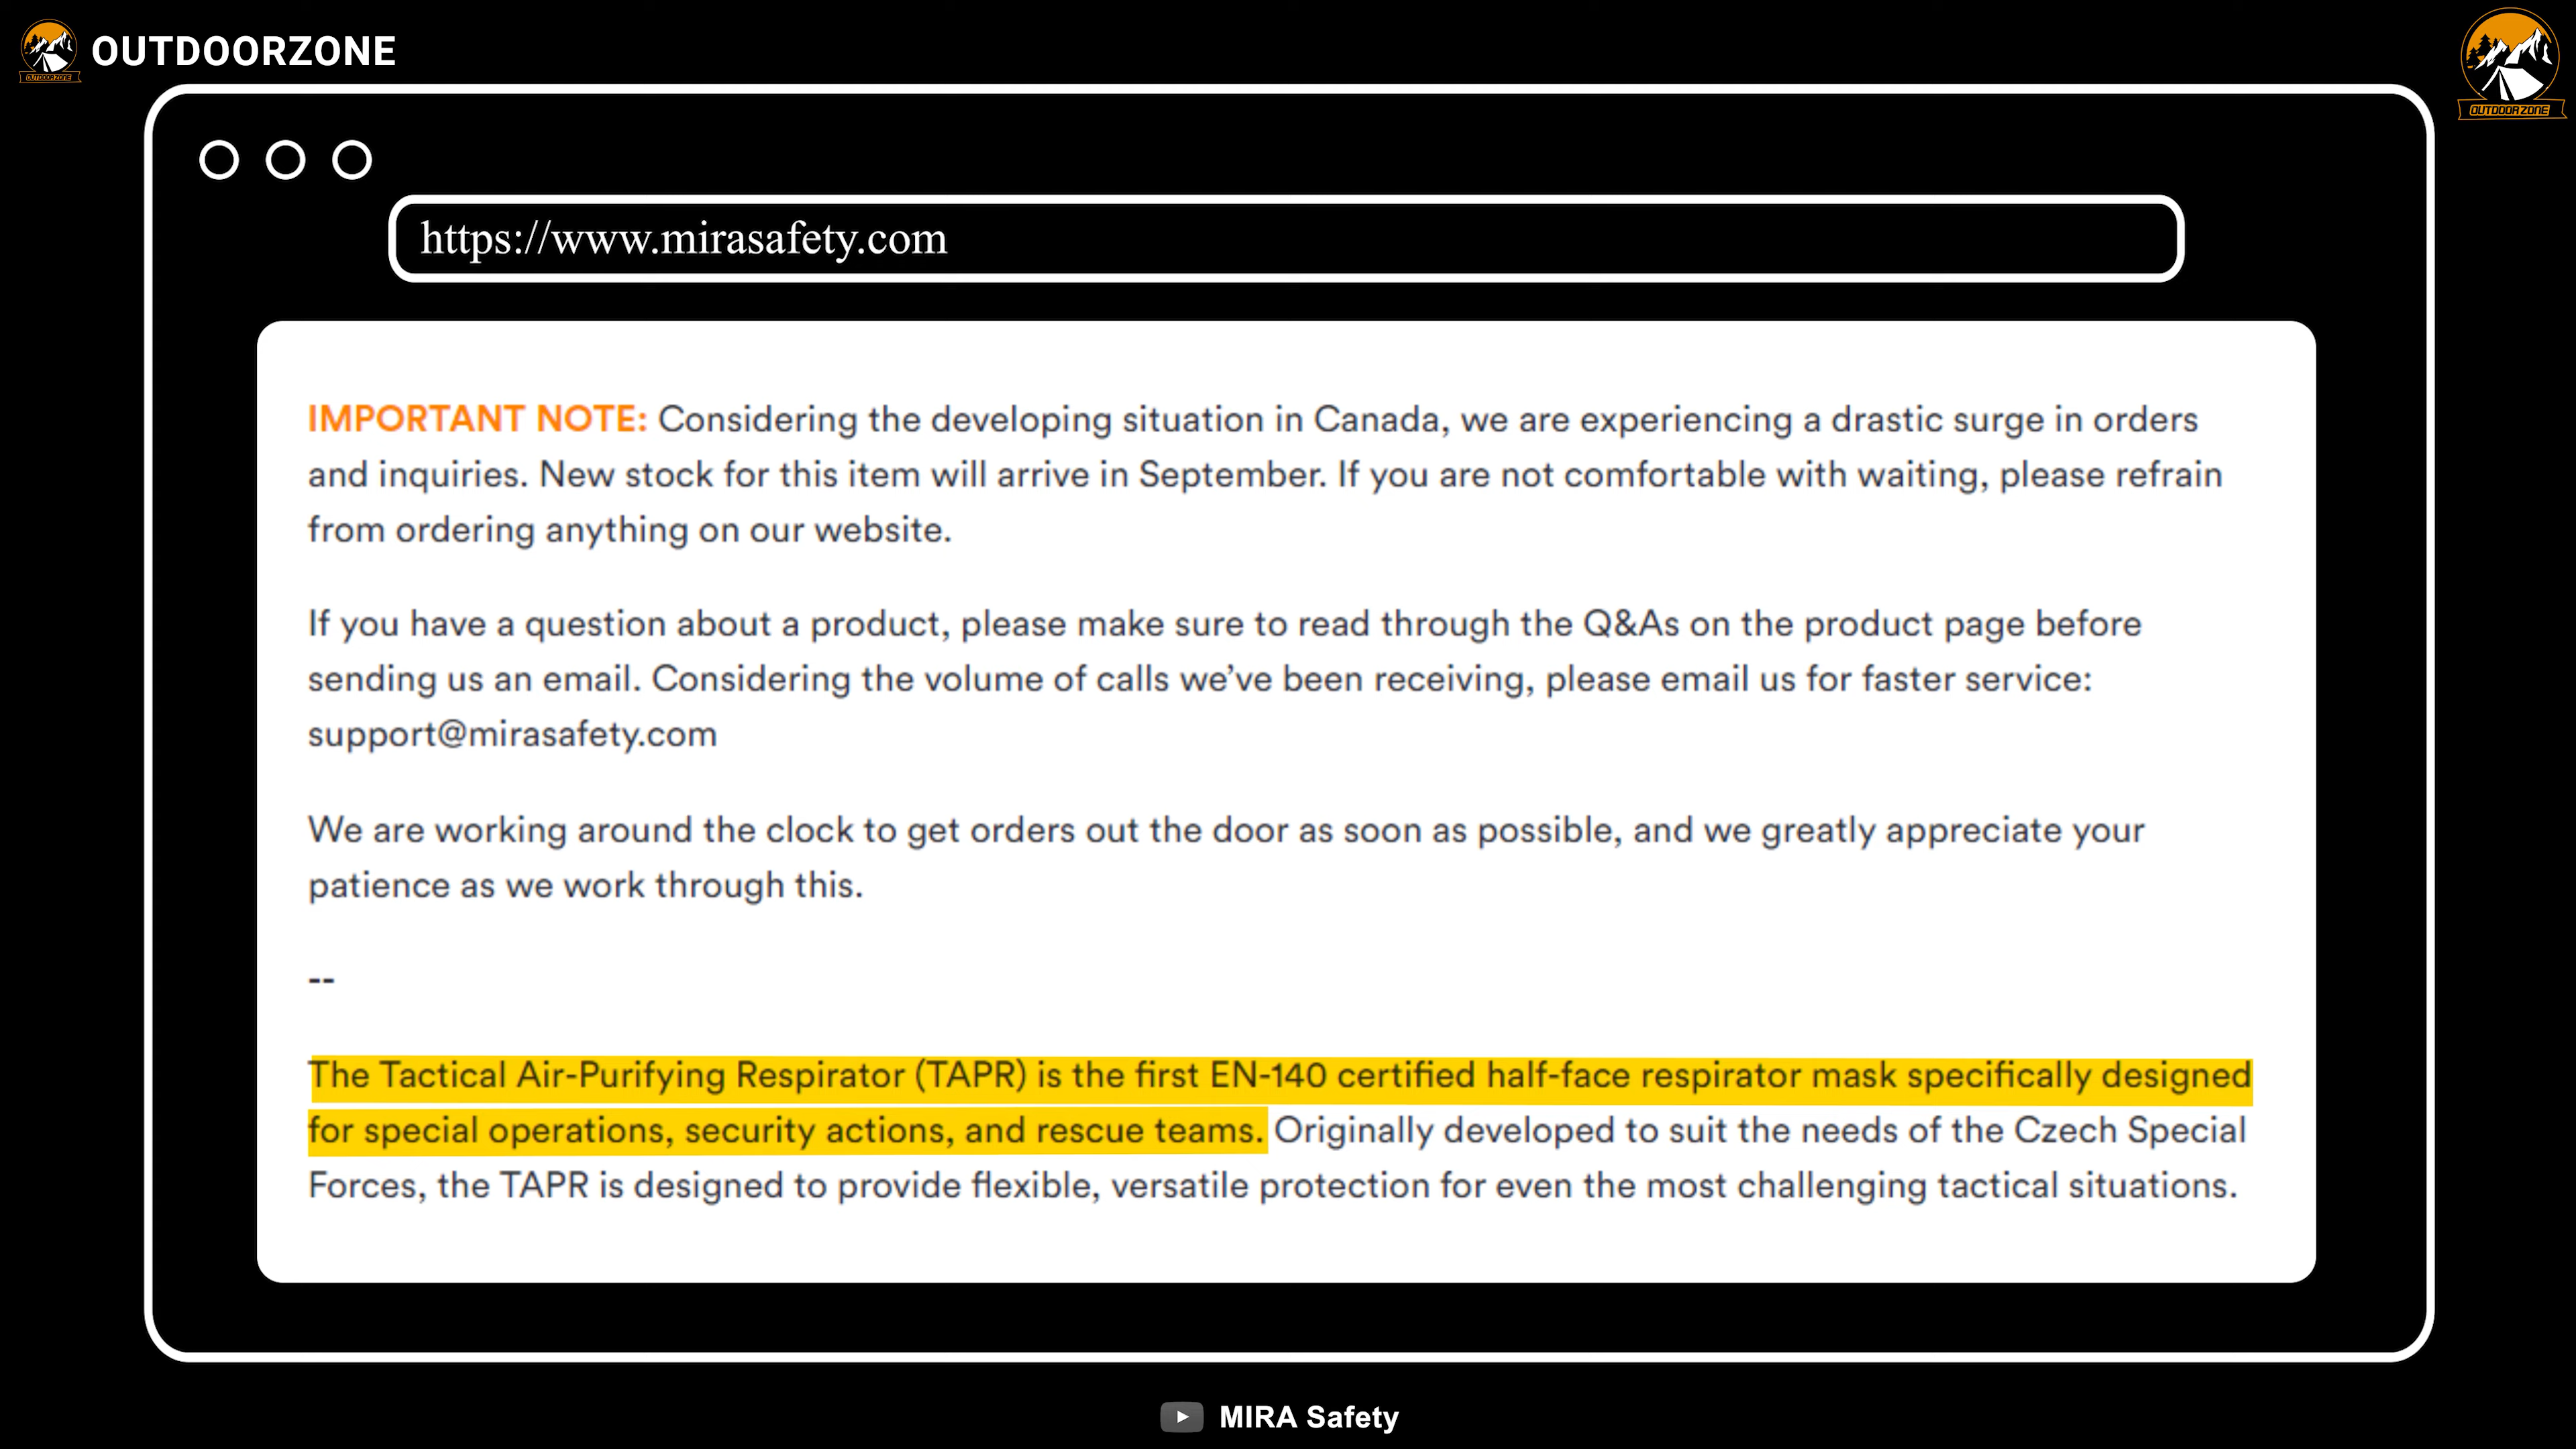 OUTDOORZONE
OUTDOORZONE
OUTDOORZONE
https://www.mirasafety.com
IMPORTANT NOTE: Considering the developing situation in Canada, we are experiencing a drastic surge in orders
and inquiries. New stock for this item will arrive in September. If you are not comfortable with waiting, please refrain
from ordering anything on our website.
If you have a question about a product, please make sure to read through the Q&As on the product page before
sending us an email. Considering the volume of calls we’ve been receiving, please email us for faster service:
support@mirasafety.com
We are working around the clock to get orders out the door as soon as possible, and we greatly appreciate your
patience as we work through this.
--
The Tactical Air-Purifying Respirator (TAPR) is the first EN-140 certified half-face respirator mask specifically designed
for special operations, security actions, and rescue teams. Originally developed to suit the needs of the Czech Special
Forces, the TAPR is designed to provide flexible, versatile protection for even the most challenging tactical situations.
MIRA Safety